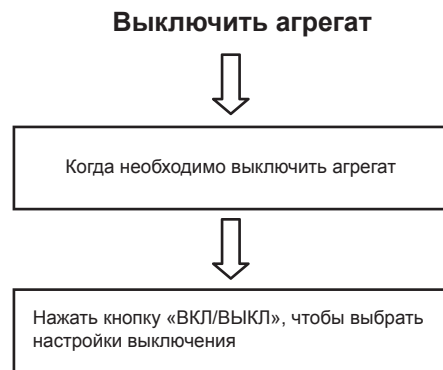 Выключить агрегат
Когда необходимо выключить агрегат
Нажать кнопку «ВКЛ/ВЫКЛ», чтобы выбрать
настройки выключения